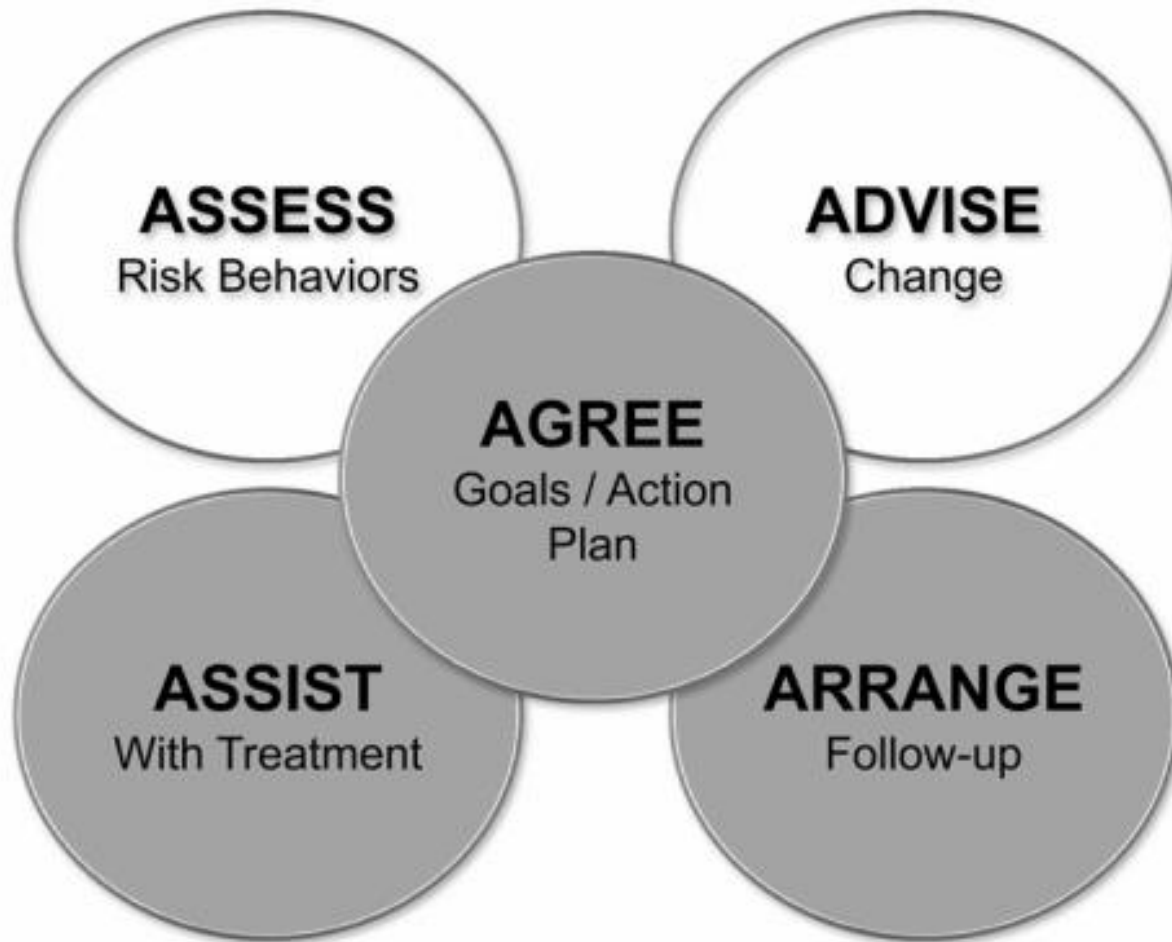 ASSESS
Risk Behaviors
ADVISE
Change
AGREE
Goals / Action
Plan
ASSIST
With Treatment
ARRANGE
Follow-up